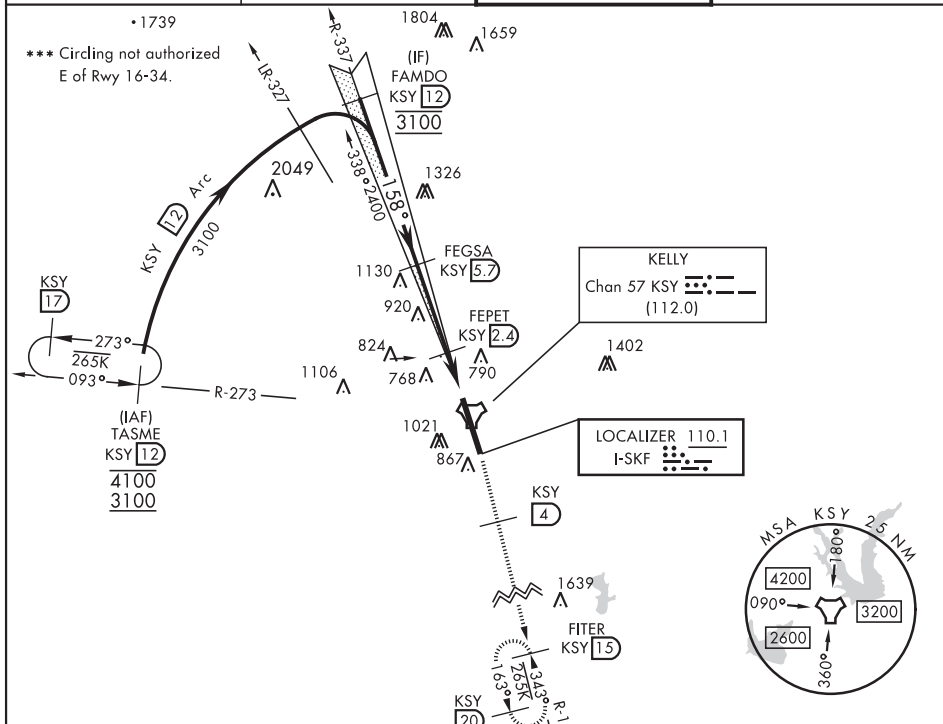 1739
*** Circling not authorized
E of Rwy 16-34.
1804
1659
R-337
LR-327
(IF)
FAMDO
KSY 12
3100
2049
338° 2400
158°
1326
KSY 12 Arc
3100
FEGSA
KSY 5.7
1130
920
FEPET
KSY 2.4
824
768
790
KELLY
Chan 57 KSY
(112.0)
1402
KSY
17
273°
265K
093°
R-273
1106
(IAF)
TASME
KSY 12
4100
3100
1021
867
LOCALIZER 110.1
I-SKF
KSY
4
1639
FITER
KSY 15
265K
163°
343°
KSY
20
MSA KSY 25 NM
180°
4200
090°
3200
2600
360°